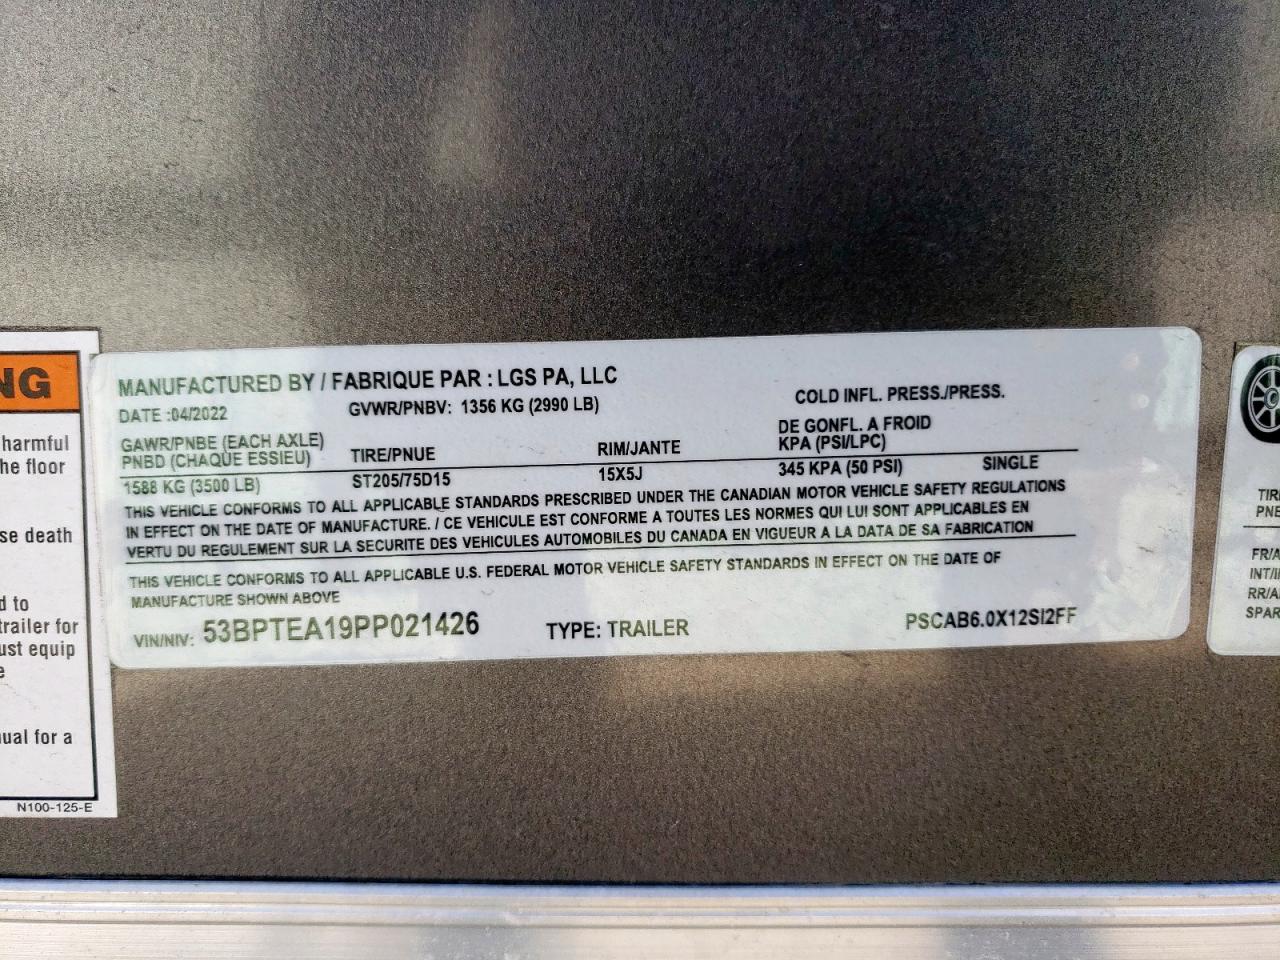 NG
harmful
he floor
se death
d to
trailer for
ust equip
e
ual for a
N100-125-E
MANUFACTURED BY / FABRIQUE PAR : LGS PA, LLC
DATE :04/2022 GVWR/PNBV: 1356 KG (2990 LB) COLD INFL. PRESS./PRESS.
GAWR/PNBE (EACH AXLE) DE GONFL. A FROID
PNBD (CHAQUE ESSIEU) TIRE/PNUE RIM/JANTE KPA (PSI/LPC)
1588 KG (3500 LB) ST205/75D15 15X5J 345 KPA (50 PSI) SINGLE
THIS VEHICLE CONFORMS TO ALL APPLICABLE STANDARDS PRESCRIBED UNDER THE CANADIAN MOTOR VEHICLE SAFETY REGULATIONS
IN EFFECT ON THE DATE OF MANUFACTURE. / CE VEHICULE EST CONFORME A TOUTES LES NORMES QUI LUI SONT APPLICABLES EN
VERTU DU REGULEMENT SUR LA SECURITE DES VEHICULES AUTOMOBILES DU CANADA EN VIGUEUR A LA DATA DE SA FABRICATION
THIS VEHICLE CONFORMS TO ALL APPLICABLE U.S. FEDERAL MOTOR VEHICLE SAFETY STANDARDS IN EFFECT ON THE DATE OF
MANUFACTURE SHOWN ABOVE
VIN/NIV: 53BPTEA19PP021426 TYPE: TRAILER PSCAB6.0X12SI2FF
TIR
PNE
FR/A
INT/I
RR/A
SPAR